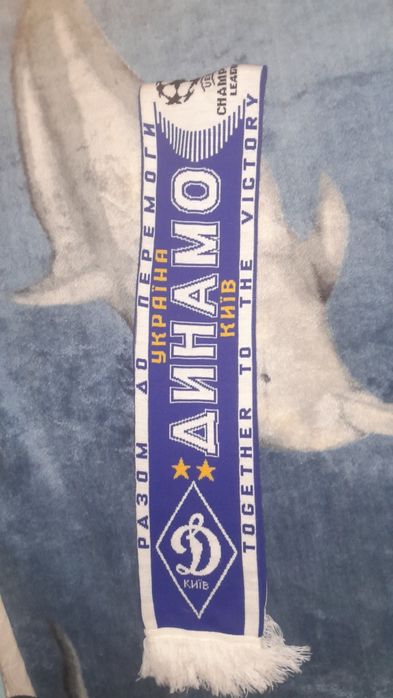 РАЗОМ ДО ПЕРЕМОГИ
УКРАЇНА
ДИНАМО
КИЇВ
TOGETHER TO THE VICTORY
Д
КИЇВ